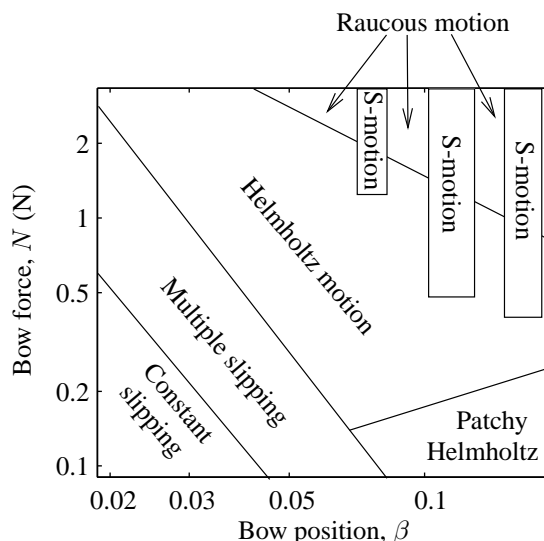 Raucous motion
Bow force, N (N)
2
1
0.5
0.2
0.1
S-motion
S-motion
S-motion
Helmholtz motion
Multiple slipping
Constant
slipping
Patchy
Helmholtz
0.02
0.03
0.05
0.1
Bow position, β